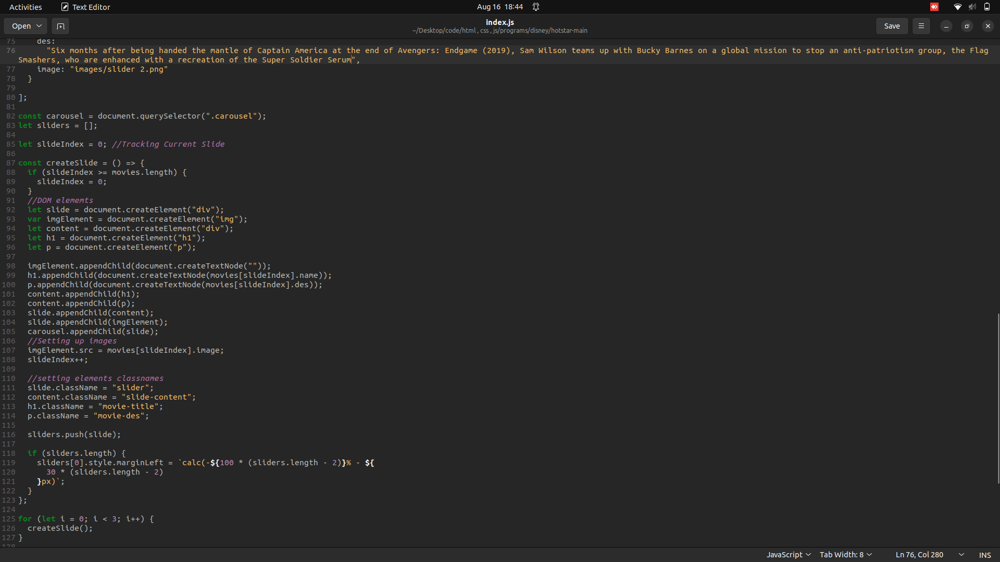 Activities Text Editor Aug 16 18:44
Open index.js Save
~/Desktop/code/html , css , js/programs/disney/hotstar-main
75 des:
76 "Six months after being handed the mantle of Captain America at the end of Avengers: Endgame (2019), Sam Wilson teams up with Bucky Barnes on a global mission to stop an anti-patriotism group, the Flag
Smashers, who are enhanced with a recreation of the Super Soldier Serum",
77 image: "images/slider 2.png"
78 }
79
80 ];
81
82 const carousel = document.querySelector(".carousel");
83 let sliders = [];
84
85 let slideIndex = 0; //Tracking Current Slide
86
87 const createSlide = () => {
88 if (slideIndex >= movies.length) {
89 slideIndex = 0;
90 }
91 //DOM elememts
92 let slide = document.createElement("div");
93 var imgElement = document.createElement("img");
94 let content = document.createElement("div");
95 let h1 = document.createElement("h1");
96 let p = document.createElement("p");
97
98 imgElement.appendChild(document.createTextNode(""));
99 h1.appendChild(document.createTextNode(movies[slideIndex].name));
100 p.appendChild(document.createTextNode(movies[slideIndex].des));
101 content.appendChild(h1);
102 content.appendChild(p);
103 slide.appendChild(content);
104 slide.appendChild(imgElement);
105 carousel.appendChild(slide);
106 //Setting up images
107 imgElement.src = movies[slideIndex].image;
108 slideIndex++;
109
110 //setting elements classnames
111 slide.className = "slider";
112 content.className = "slide-content";
113 h1.className = "movie-title";
114 p.className = "movie-des";
115
116 sliders.push(slide);
117
118 if (sliders.length) {
119 sliders[0].style.marginLeft = `calc(-${100 * (sliders.length - 2)}% - ${
120 30 * (sliders.length - 2)
121 }px)`;
122 }
123 };
124
125 for (let i = 0; i < 3; i++) {
126 createSlide();
127 }
128
JavaScript Tab Width: 8 Ln 76, Col 280 INS